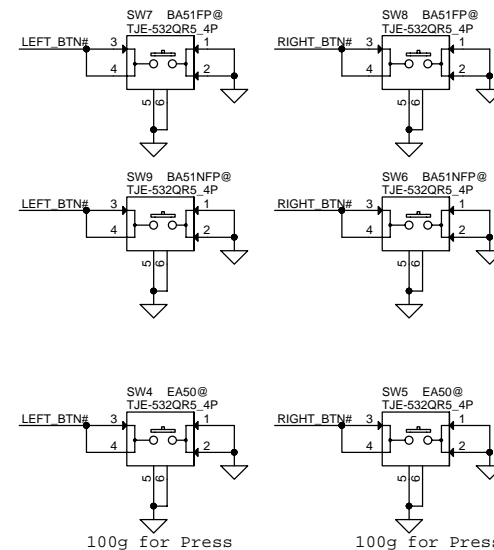 SW7 BA51FP@
TJE-532QR5_4P
LEFT_BTN# 3 1
4 2
5 6
SW8 BA51FP@
TJE-532QR5_4P
RIGHT_BTN# 3 1
4 2
5 6
SW9 BA51NFP@
TJE-532QR5_4P
LEFT_BTN# 3 1
4 2
5 6
SW6 BA51NFP@
TJE-532QR5_4P
RIGHT_BTN# 3 1
4 2
5 6
SW4 EA50@
TJE-532QR5_4P
LEFT_BTN# 3 1
4 2
5 6
100g for Press
SW5 EA50@
TJE-532QR5_4P
RIGHT_BTN# 3 1
4 2
5 6
100g for Press